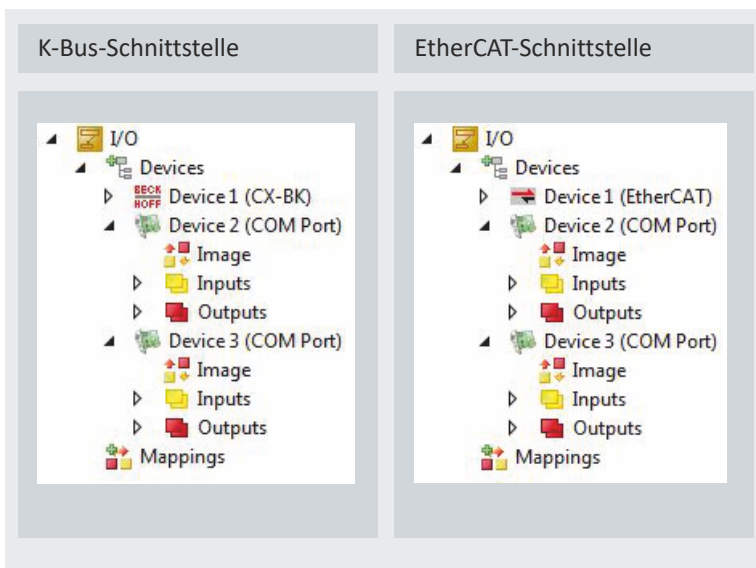 K-Bus-Schnittstelle
I/O
Devices
BECK
HOFF
Device 1 (CX-BK)
Device 2 (COM Port)
Image
Inputs
Outputs
Device 3 (COM Port)
Image
Inputs
Outputs
Mappings
EtherCAT-Schnittstelle
I/O
Devices
Device 1 (EtherCAT)
Device 2 (COM Port)
Image
Inputs
Outputs
Device 3 (COM Port)
Image
Inputs
Outputs
Mappings